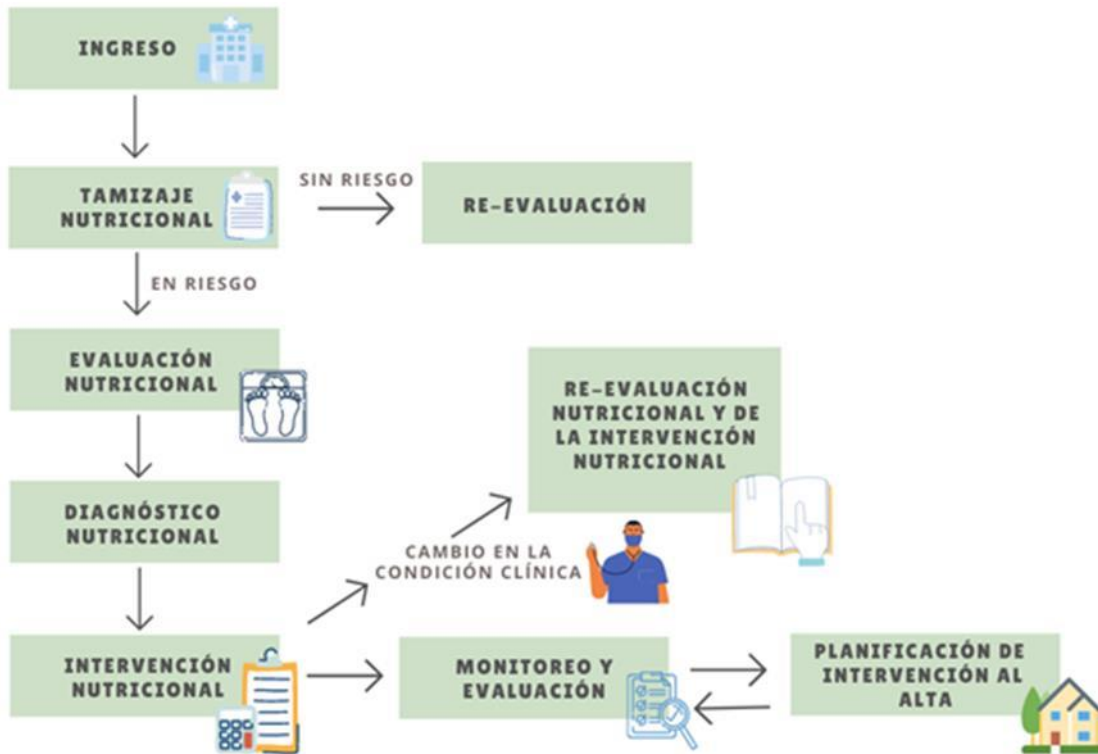 INGRESO
TAMIZAJE
NUTRICIONAL
SIN RIESGO
RE-EVALUACIÓN
EN RIESGO
EVALUACIÓN
NUTRICIONAL
RE-EVALUACIÓN
NUTRICIONAL Y DE
LA INTERVENCIÓN
NUTRICIONAL
DIAGNÓSTICO
NUTRICIONAL
CAMBIO EN LA
CONDICIÓN CLÍNICA
INTERVENCIÓN
NUTRICIONAL
MONITOREO Y
EVALUACIÓN
PLANIFICACIÓN DE
INTERVENCIÓN AL
ALTA